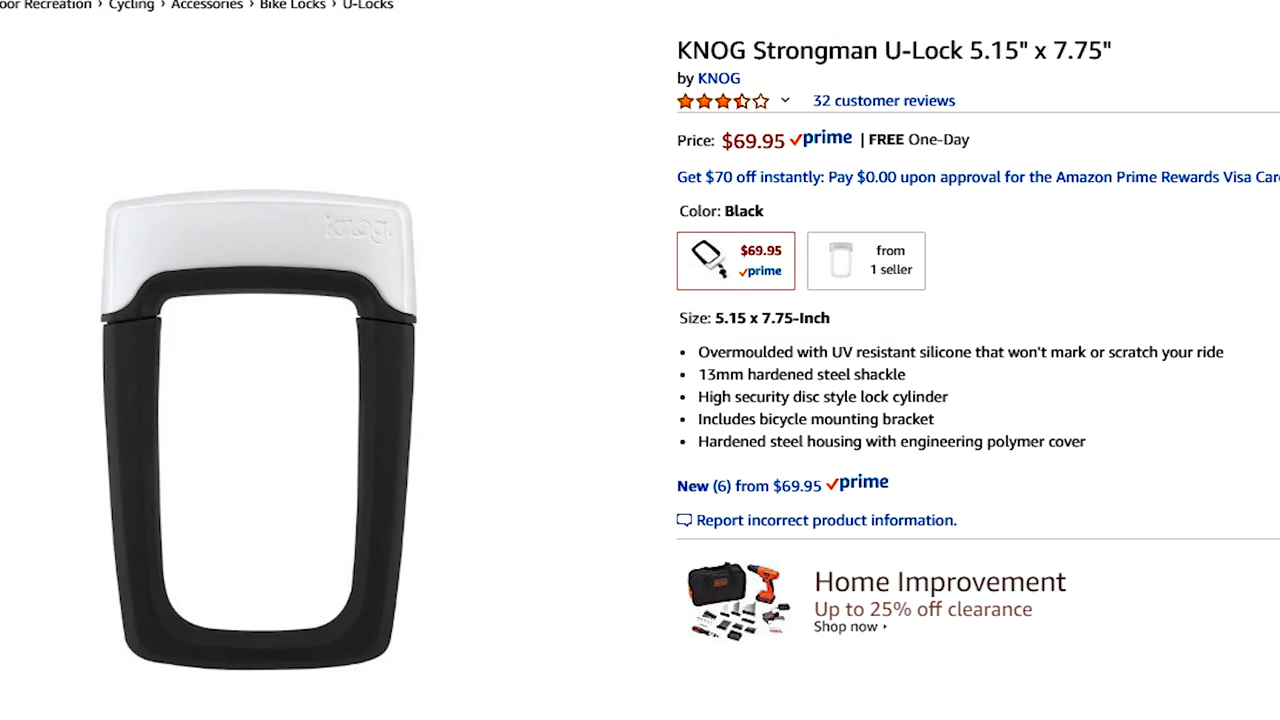 oor Recreation › Cycling › Accessories › Bike Locks › U-Locks
KNOG Strongman U-Lock 5.15" x 7.75"
by KNOG
32 customer reviews
Price: $69.95 prime | FREE One-Day
Get $70 off instantly: Pay $0.00 upon approval for the Amazon Prime Rewards Visa Car
Color: Black
$69.95
prime
from
1 seller
Size: 5.15 x 7.75-Inch
• Overmoulded with UV resistant silicone that won't mark or scratch your ride
• 13mm hardened steel shackle
• High security disc style lock cylinder
• Includes bicycle mounting bracket
• Hardened steel housing with engineering polymer cover
New (6) from $69.95 prime
Report incorrect product information.
Home Improvement
Up to 25% off clearance
Shop now ›
knog.